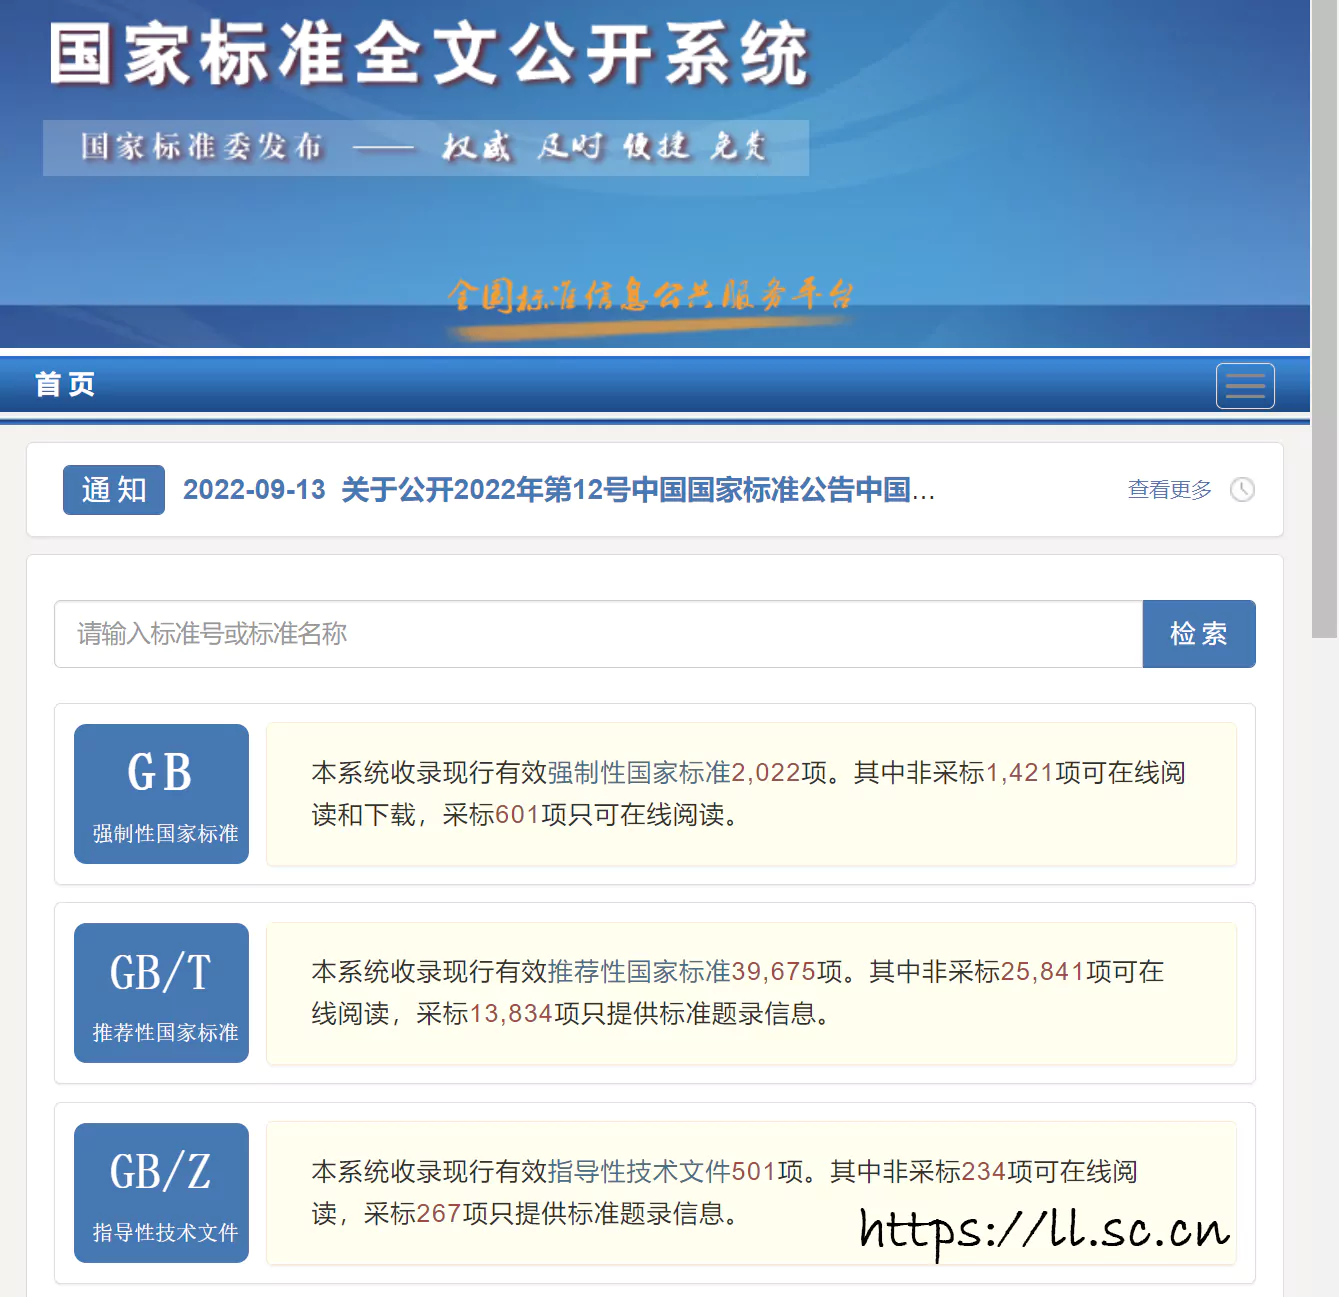 国家标准全文公开系统
国家标准委发布 —— 权威 及时 便捷 免费
全国标准信息公共服务平台
首页
通知 2022-09-13 关于公开2022年第12号中国国家标准公告中国... 查看更多
请输入标准号或标准名称 检索
GB
强制性国家标准
本系统收录现行有效强制性国家标准2,022项。其中非采标1,421项可在线阅
读和下载，采标601项只可在线阅读。
GB/T
推荐性国家标准
本系统收录现行有效推荐性国家标准39,675项。其中非采标25,841项可在
线阅读，采标13,834项只提供标准题录信息。
GB/Z
指导性技术文件
本系统收录现行有效指导性技术文件501项。其中非采标234项可在线阅
读，采标267项只提供标准题录信息。
https://ll.sc.cn